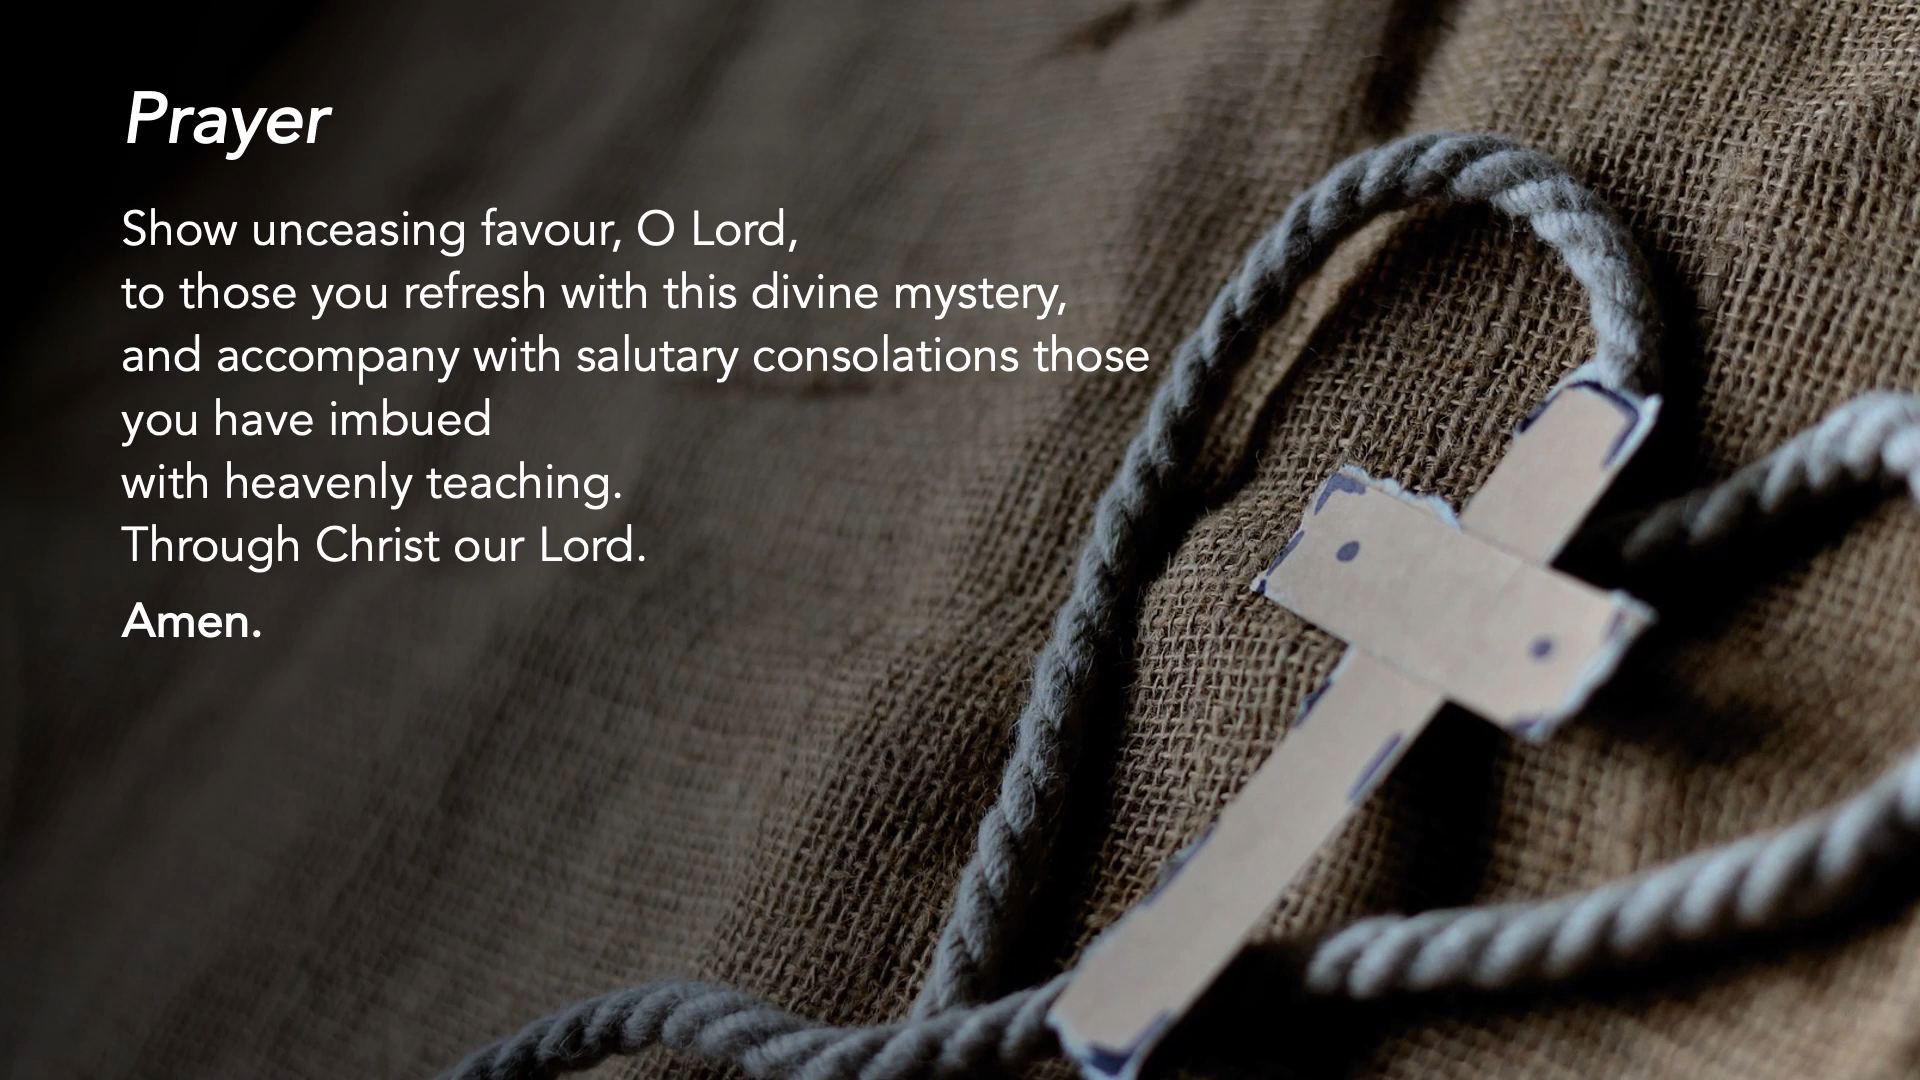 Prayer
Show unceasing favour, O Lord,
to those you refresh with this divine mystery,
and accompany with salutary consolations those
you have imbued
with heavenly teaching.
Through Christ our Lord.
Amen.